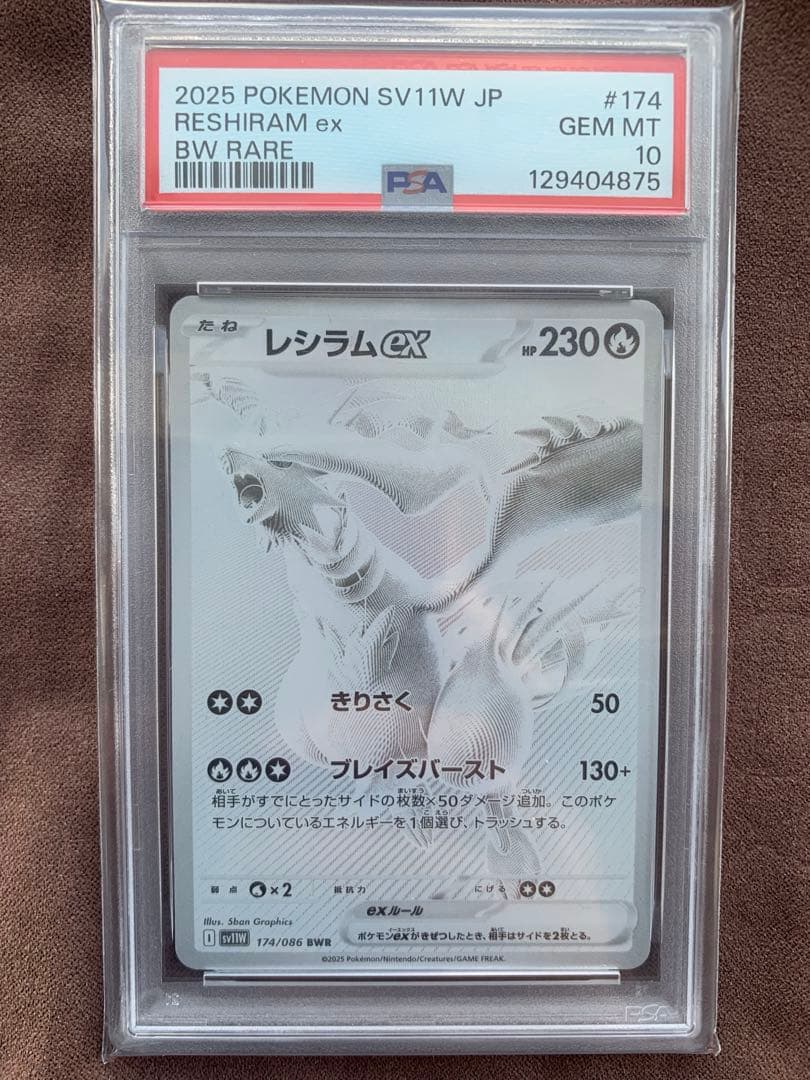 2025 POKEMON SV11W JP #174
RESHIRAM ex GEM MT
BW RARE 10
PSA 129404875
たね レシラムex HP230
きりさく 50
ブレイズバースト 130+
相手がすでにとったサイドの枚数×50ダメージ追加。このポケ
モンについているエネルギーを1個選び、トラッシュする。
弱点 ×2 抵抗力 にげる
exルール
Illus. 5ban Graphics
ポケモンexがきぜつしたとき、相手はサイドを2枚とる。
I sv11W 174/086 BWR
©2025 Pokémon/Nintendo/Creatures/GAME FREAK.
PSA